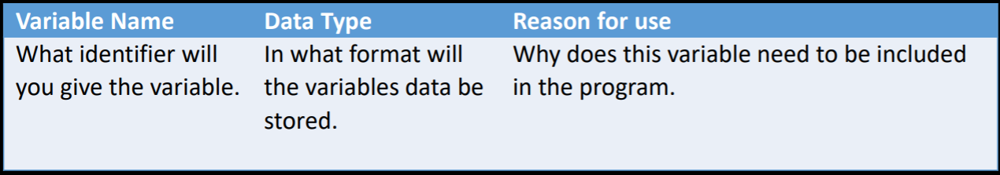 Variable Name Data Type Reason for use
What identifier will In what format will Why does this variable need to be included
you give the variable. the variables data be in the program.
stored.